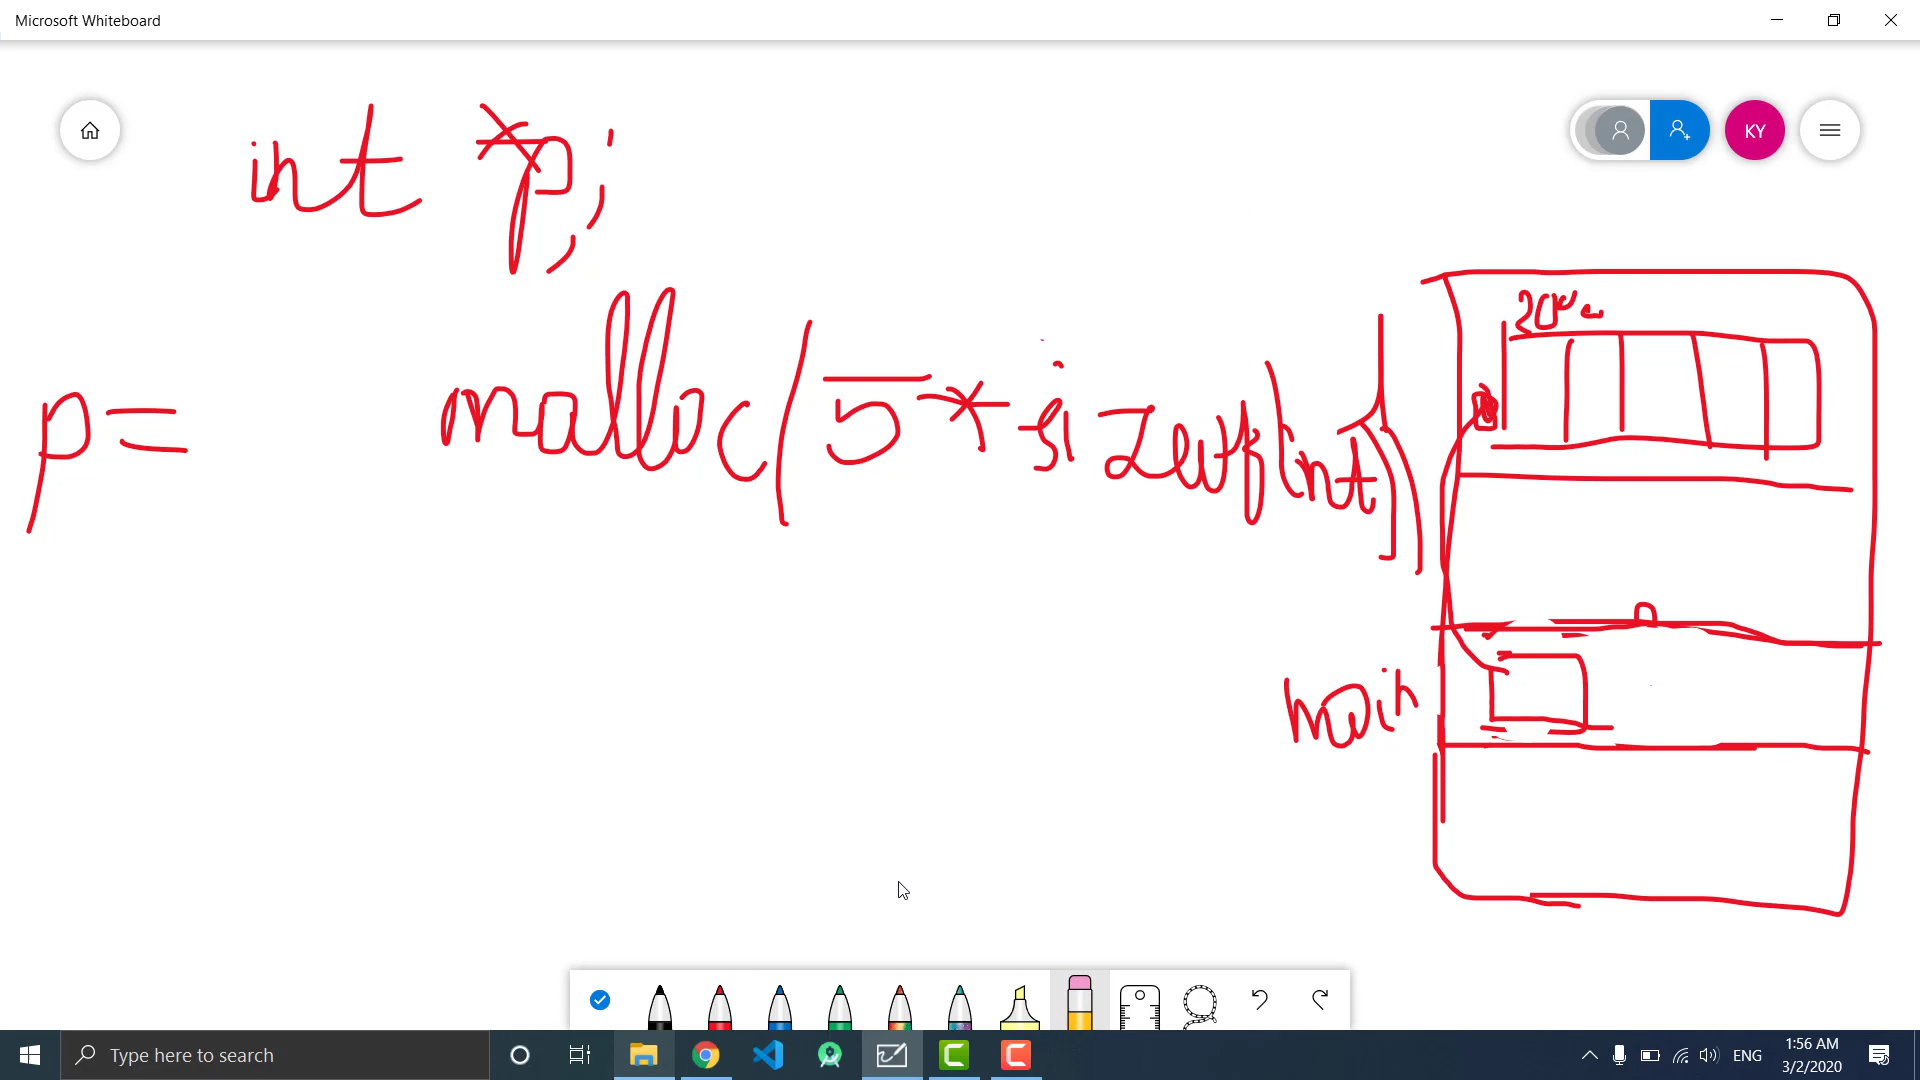 Microsoft Whiteboard
KY
int *p;
p= malloc(5*sizeof(int))
main
Type here to search
ENG
1:56 AM
3/2/2020